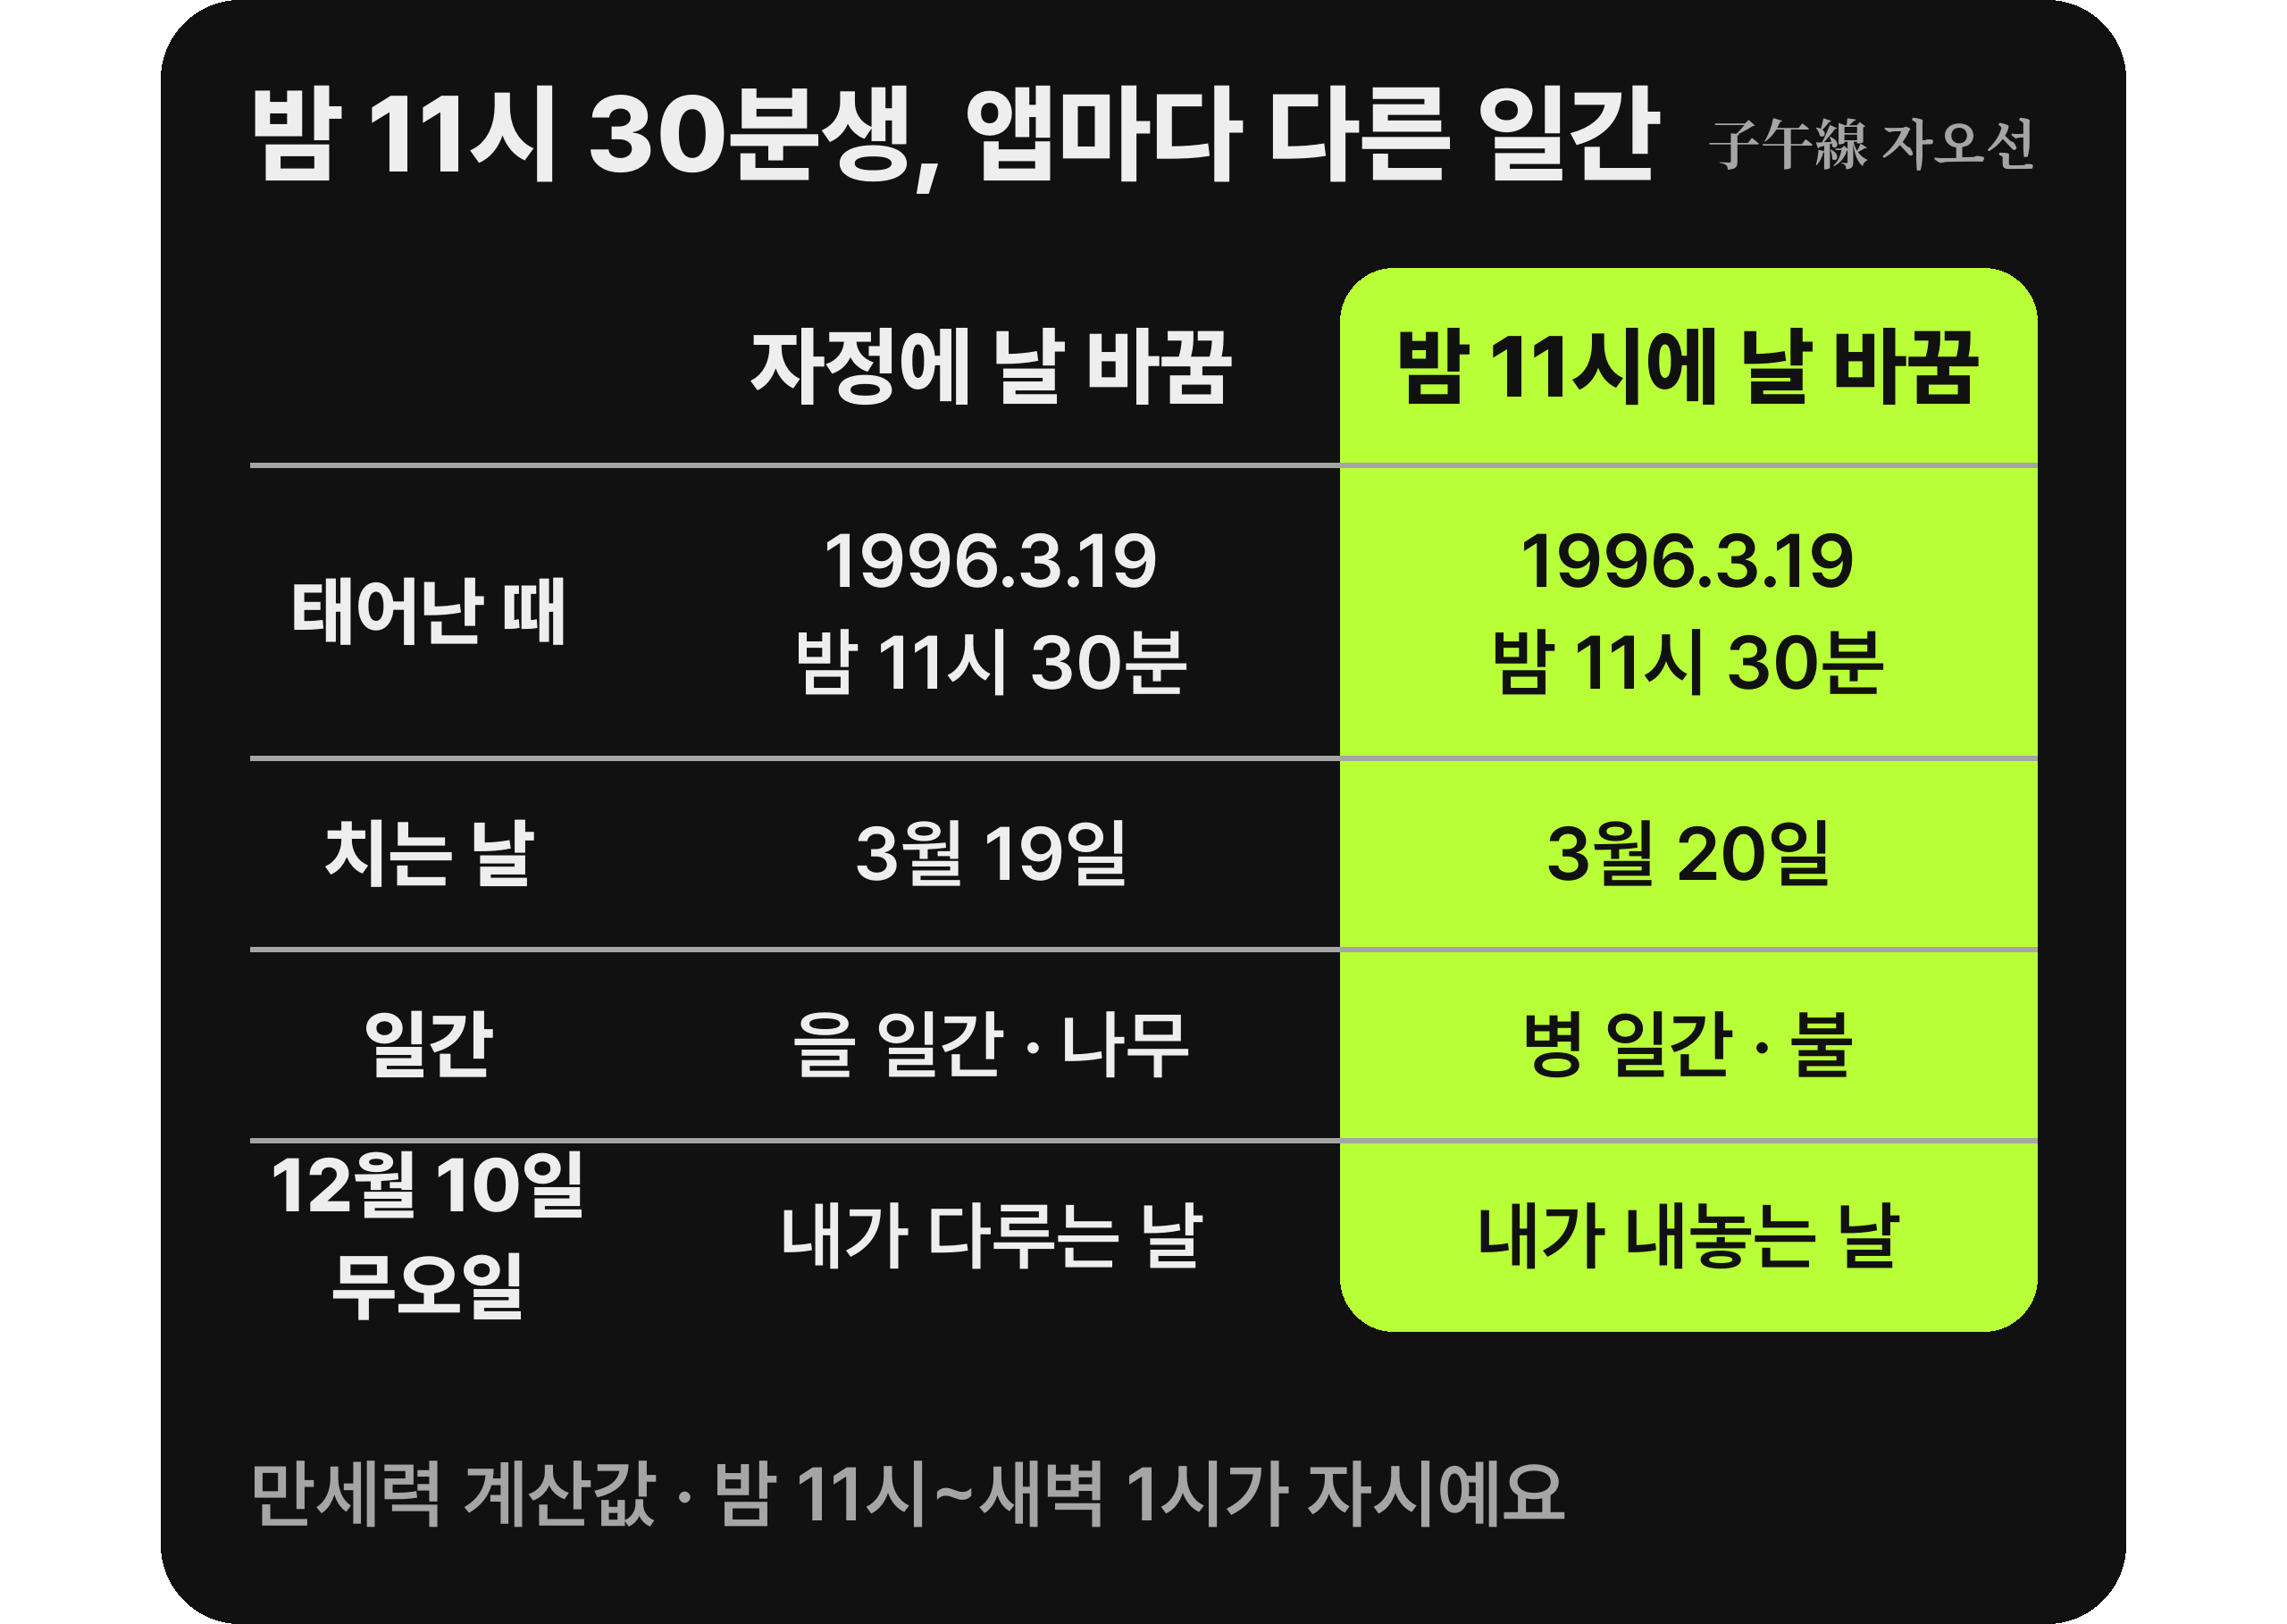 밤 11시 30분생, 앱마다 다른 일간
子午線 자오선
자정에 날 바꿈
밤 11시에 날 바꿈
태어난 때
1996.3.19
밤 11시 30분
1996.3.19
밤 11시 30분
치는 날
3월 19일
3월 20일
일간
을 일간 · 나무
병 일간 · 불
12월 10일
무오일
내가 다루는 날
내가 내놓는 날
만세력 계산값 · 밤 11시~새벽 1시가 자시예요